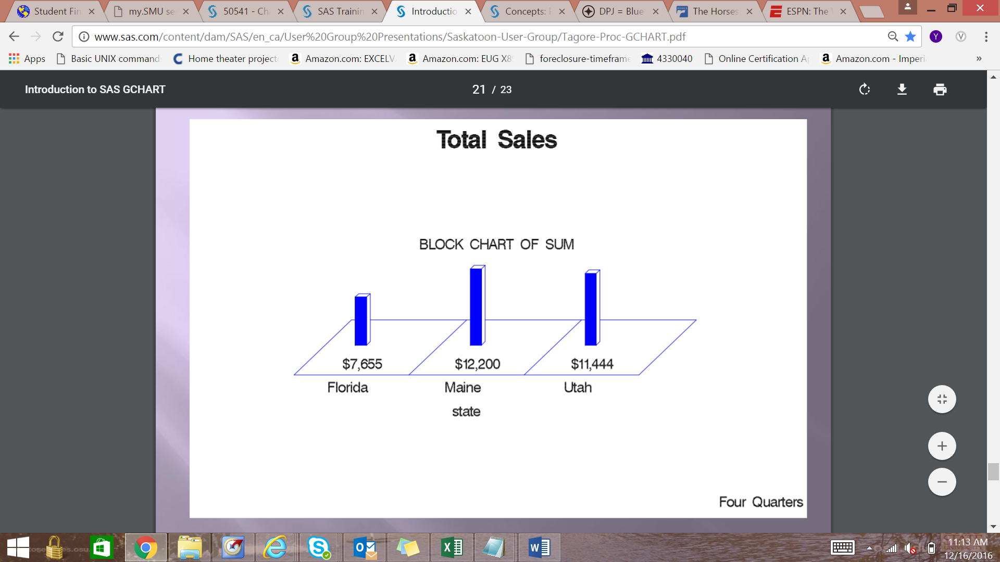 Student Fin
my.SMU se
50541 - Ch
SAS Trainin
Introductio
Concepts: F
DPJ = Blue
The Horses
ESPN: The
www.sas.com/content/dam/SAS/en_ca/User%20Group%20Presentations/Saskatoon-User-Group/Tagore-Proc-GCHART.pdf
Y
V
Apps
Basic UNIX command
Home theater project
Amazon.com: EXCELV
Amazon.com: EUG X8
foreclosure-timeframe
4330040
Online Certification A
Amazon.com - Imperi
»
Introduction to SAS GCHART
21 / 23
Total Sales
BLOCK CHART OF SUM
$7,655 $12,200 $11,444
Florida Maine Utah
state
Four Quarters
11:13 AM
12/16/2016